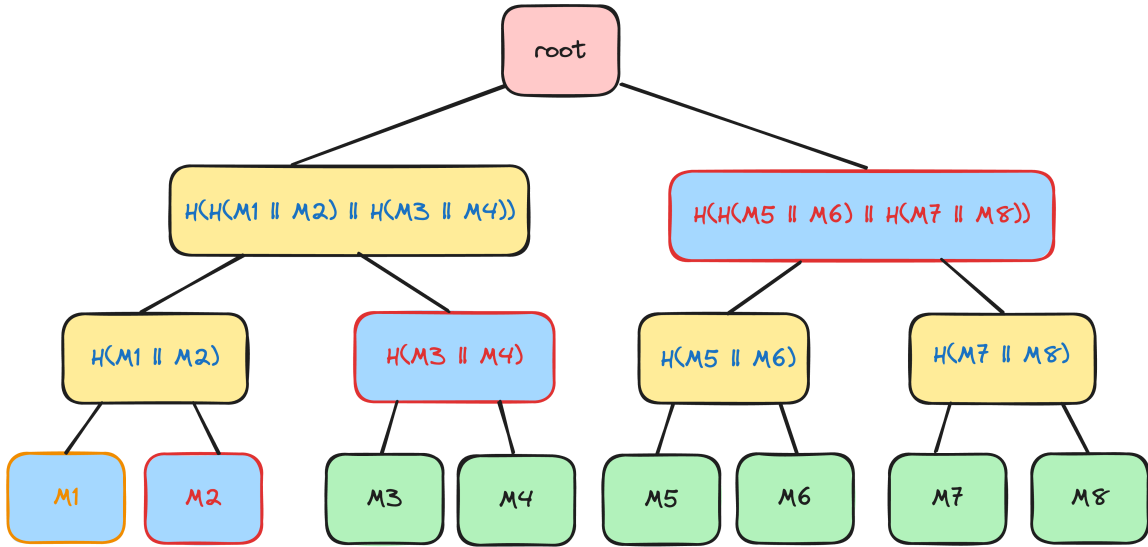 root
H(H(M1 || M2) || H(M3 || M4))
H(H(M5 || M6) || H(M7 || M8))
H(M1 || M2)
H(M3 || M4)
H(M5 || M6)
H(M7 || M8)
M1
M2
M3
M4
M5
M6
M7
M8